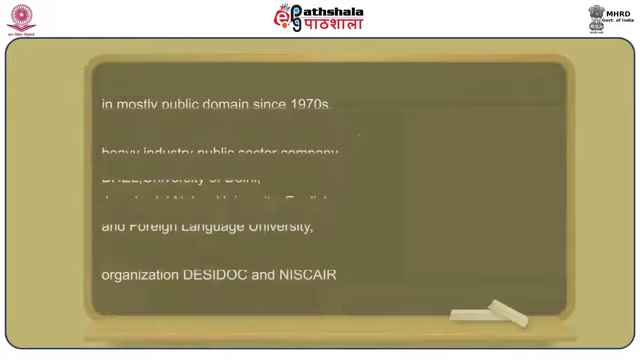 Pathshala
पाठशाला
MHRD
Govt. of India
in mostly public domain since 1970s.
heavy industry public sector company
BHEL,University of Delhi,
and Foreign Language University,
organization DESIDOC and NISCAIR